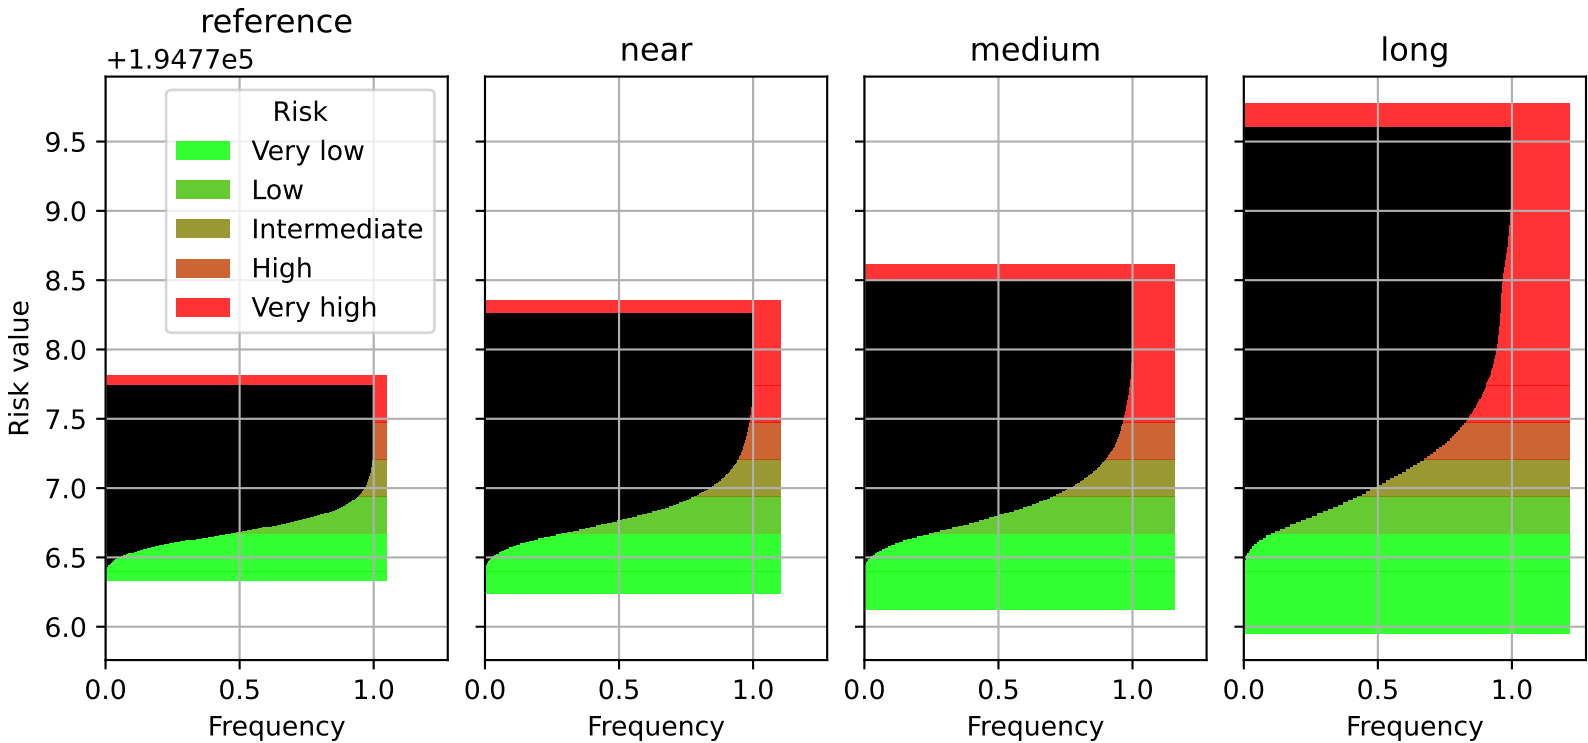 reference
near
medium
long
+1.9477e5
Risk
Very low
Low
Intermediate
High
Very high
Risk value
9.5
9.0
8.5
8.0
7.5
7.0
6.5
6.0
0.0 0.5 1.0
0.0 0.5 1.0
0.0 0.5 1.0
0.0 0.5 1.0
Frequency
Frequency
Frequency
Frequency